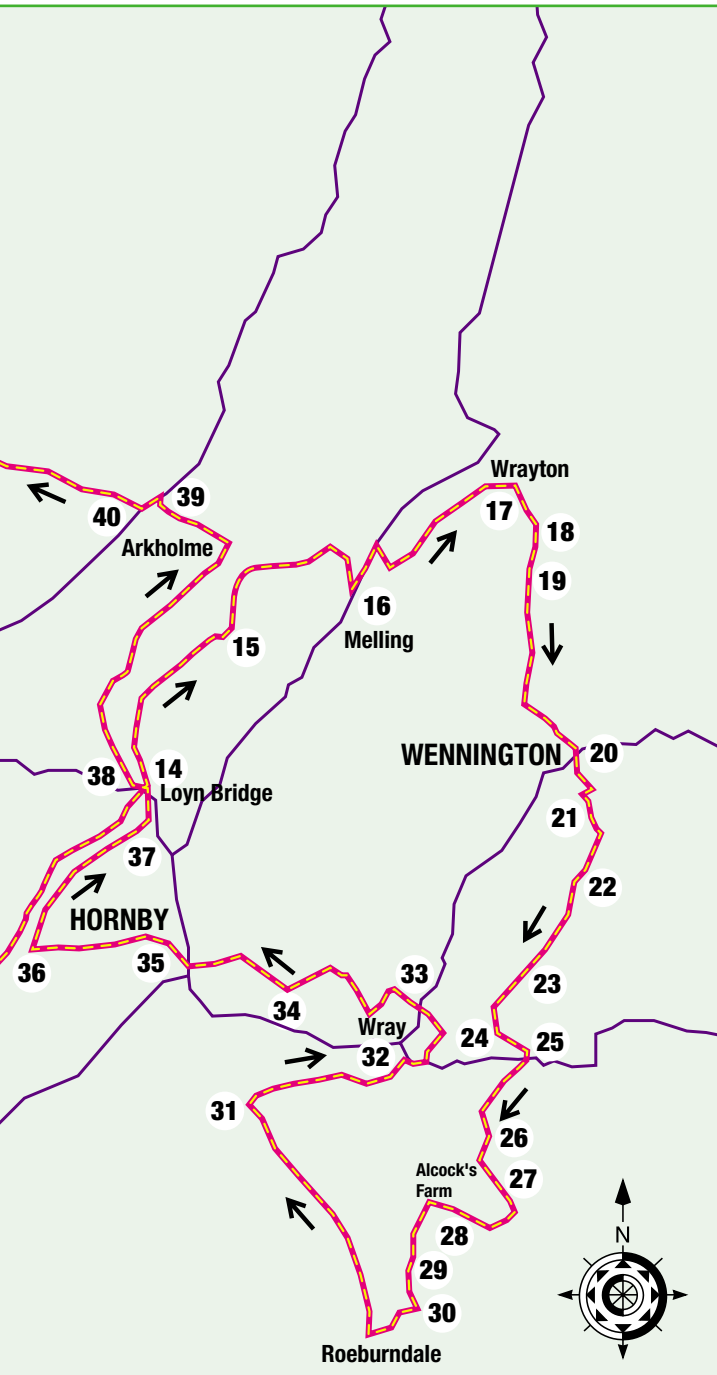 Wrayton
17
18
39
40
Arkholme
19
16
Melling
15
WENNINGTON
20
38
14
Loyn Bridge
21
37
22
HORNBY
36
35
33
23
34
Wray
24
25
32
31
26
Alcock's
Farm
27
28
N
29
30
Roeburndale